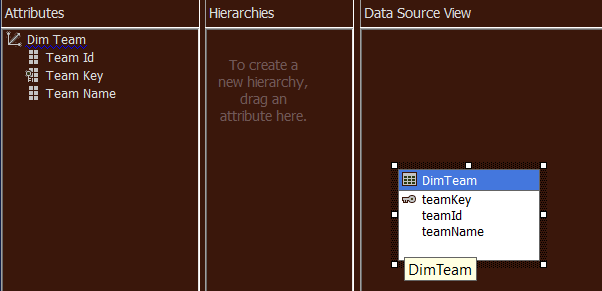 Attributes
Dim Team
Team Id
Team Key
Team Name
Hierarchies
To create a
new hierarchy,
drag an
attribute here.
Data Source View
DimTeam
teamKey
teamId
teamName
DimTeam